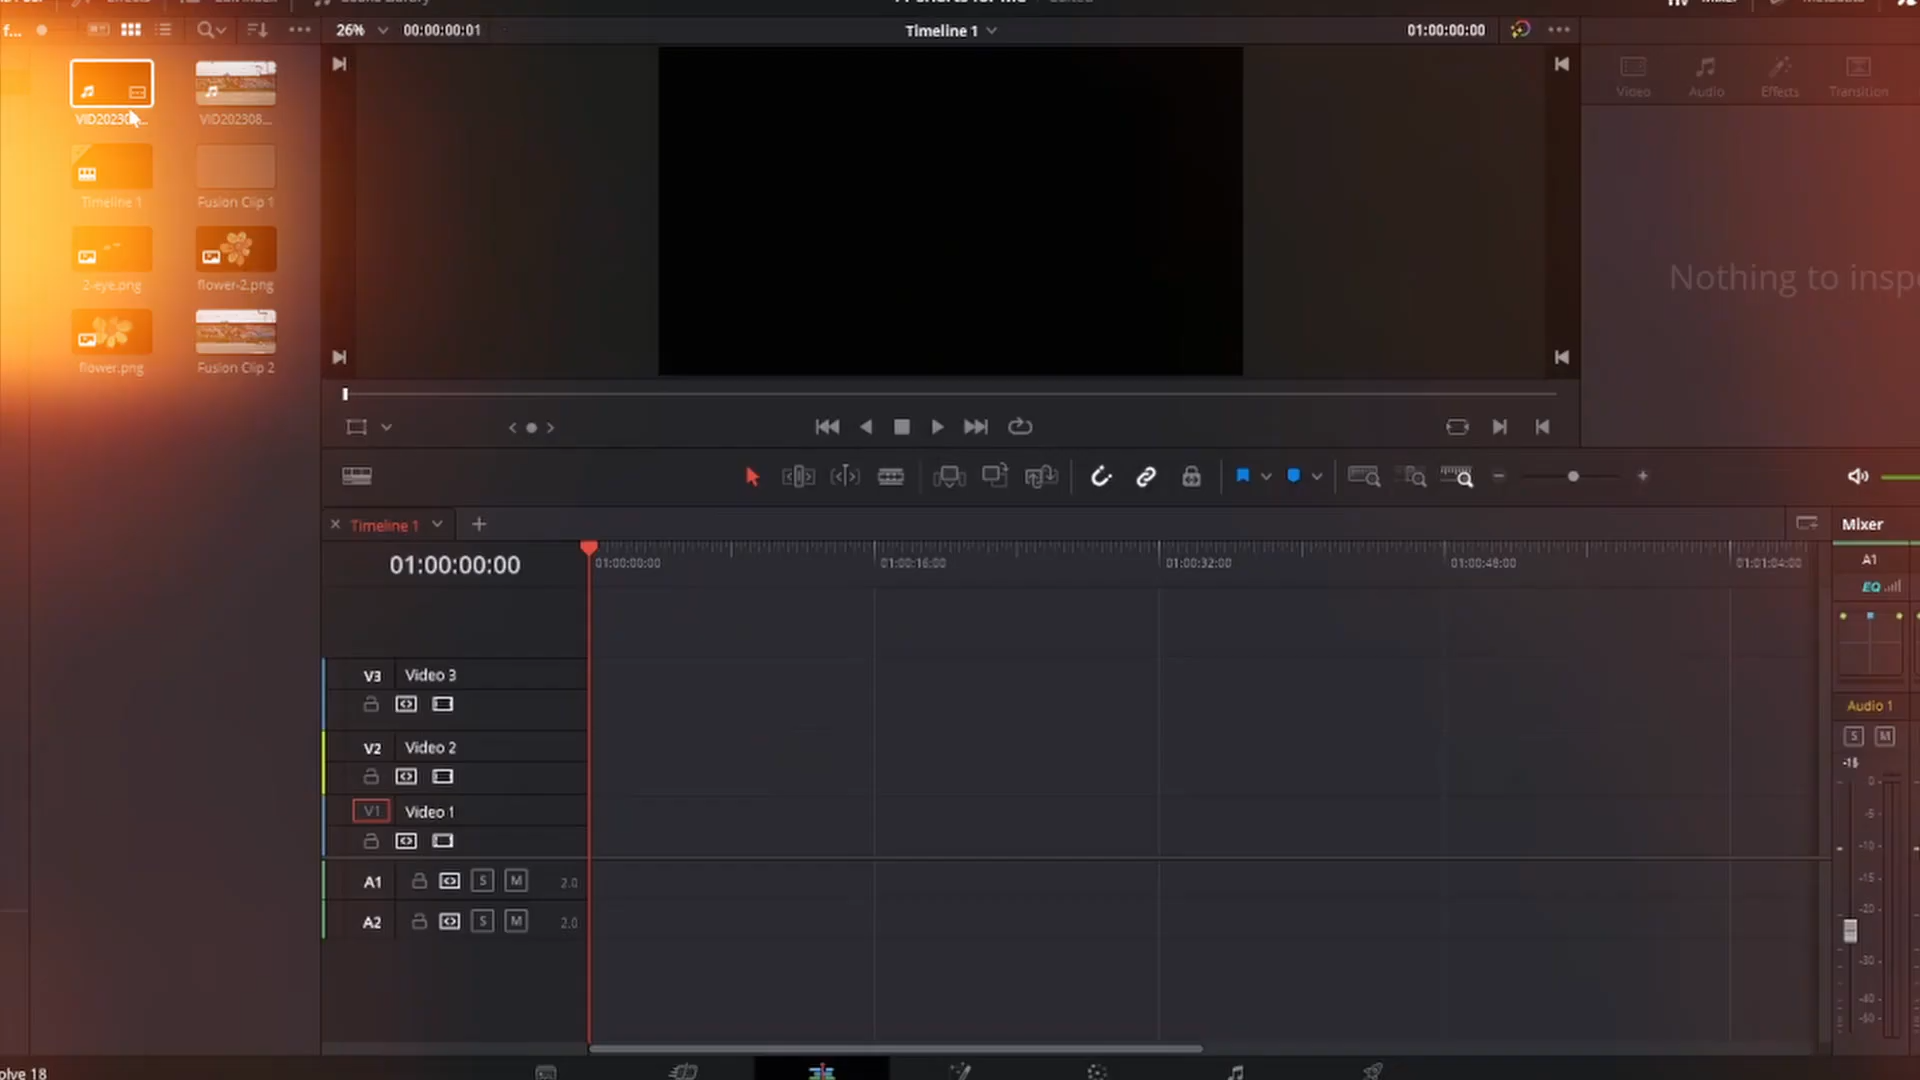 f...
26%
00:00:00:01
Timeline 1
01:00:00:00
Video
Audio
Effects
Transition
VID20230...
VID202308...
Timeline 1
Fusion Clip 1
2-eye.png
flower-2.png
flower.png
Fusion Clip 2
Nothing to inspe
Timeline 1
Mixer
01:00:00:00
01:00:00:00
01:00:16:00
01:00:32:00
01:00:48:00
01:01:04:00
A1
EQ
V3
Video 3
V2
Video 2
V1
Video 1
A1
S
M
2.0
A2
S
M
2.0
Audio 1
S
M
-18
0
-5
-10
-15
-20
-30
-40
-50
olve 18